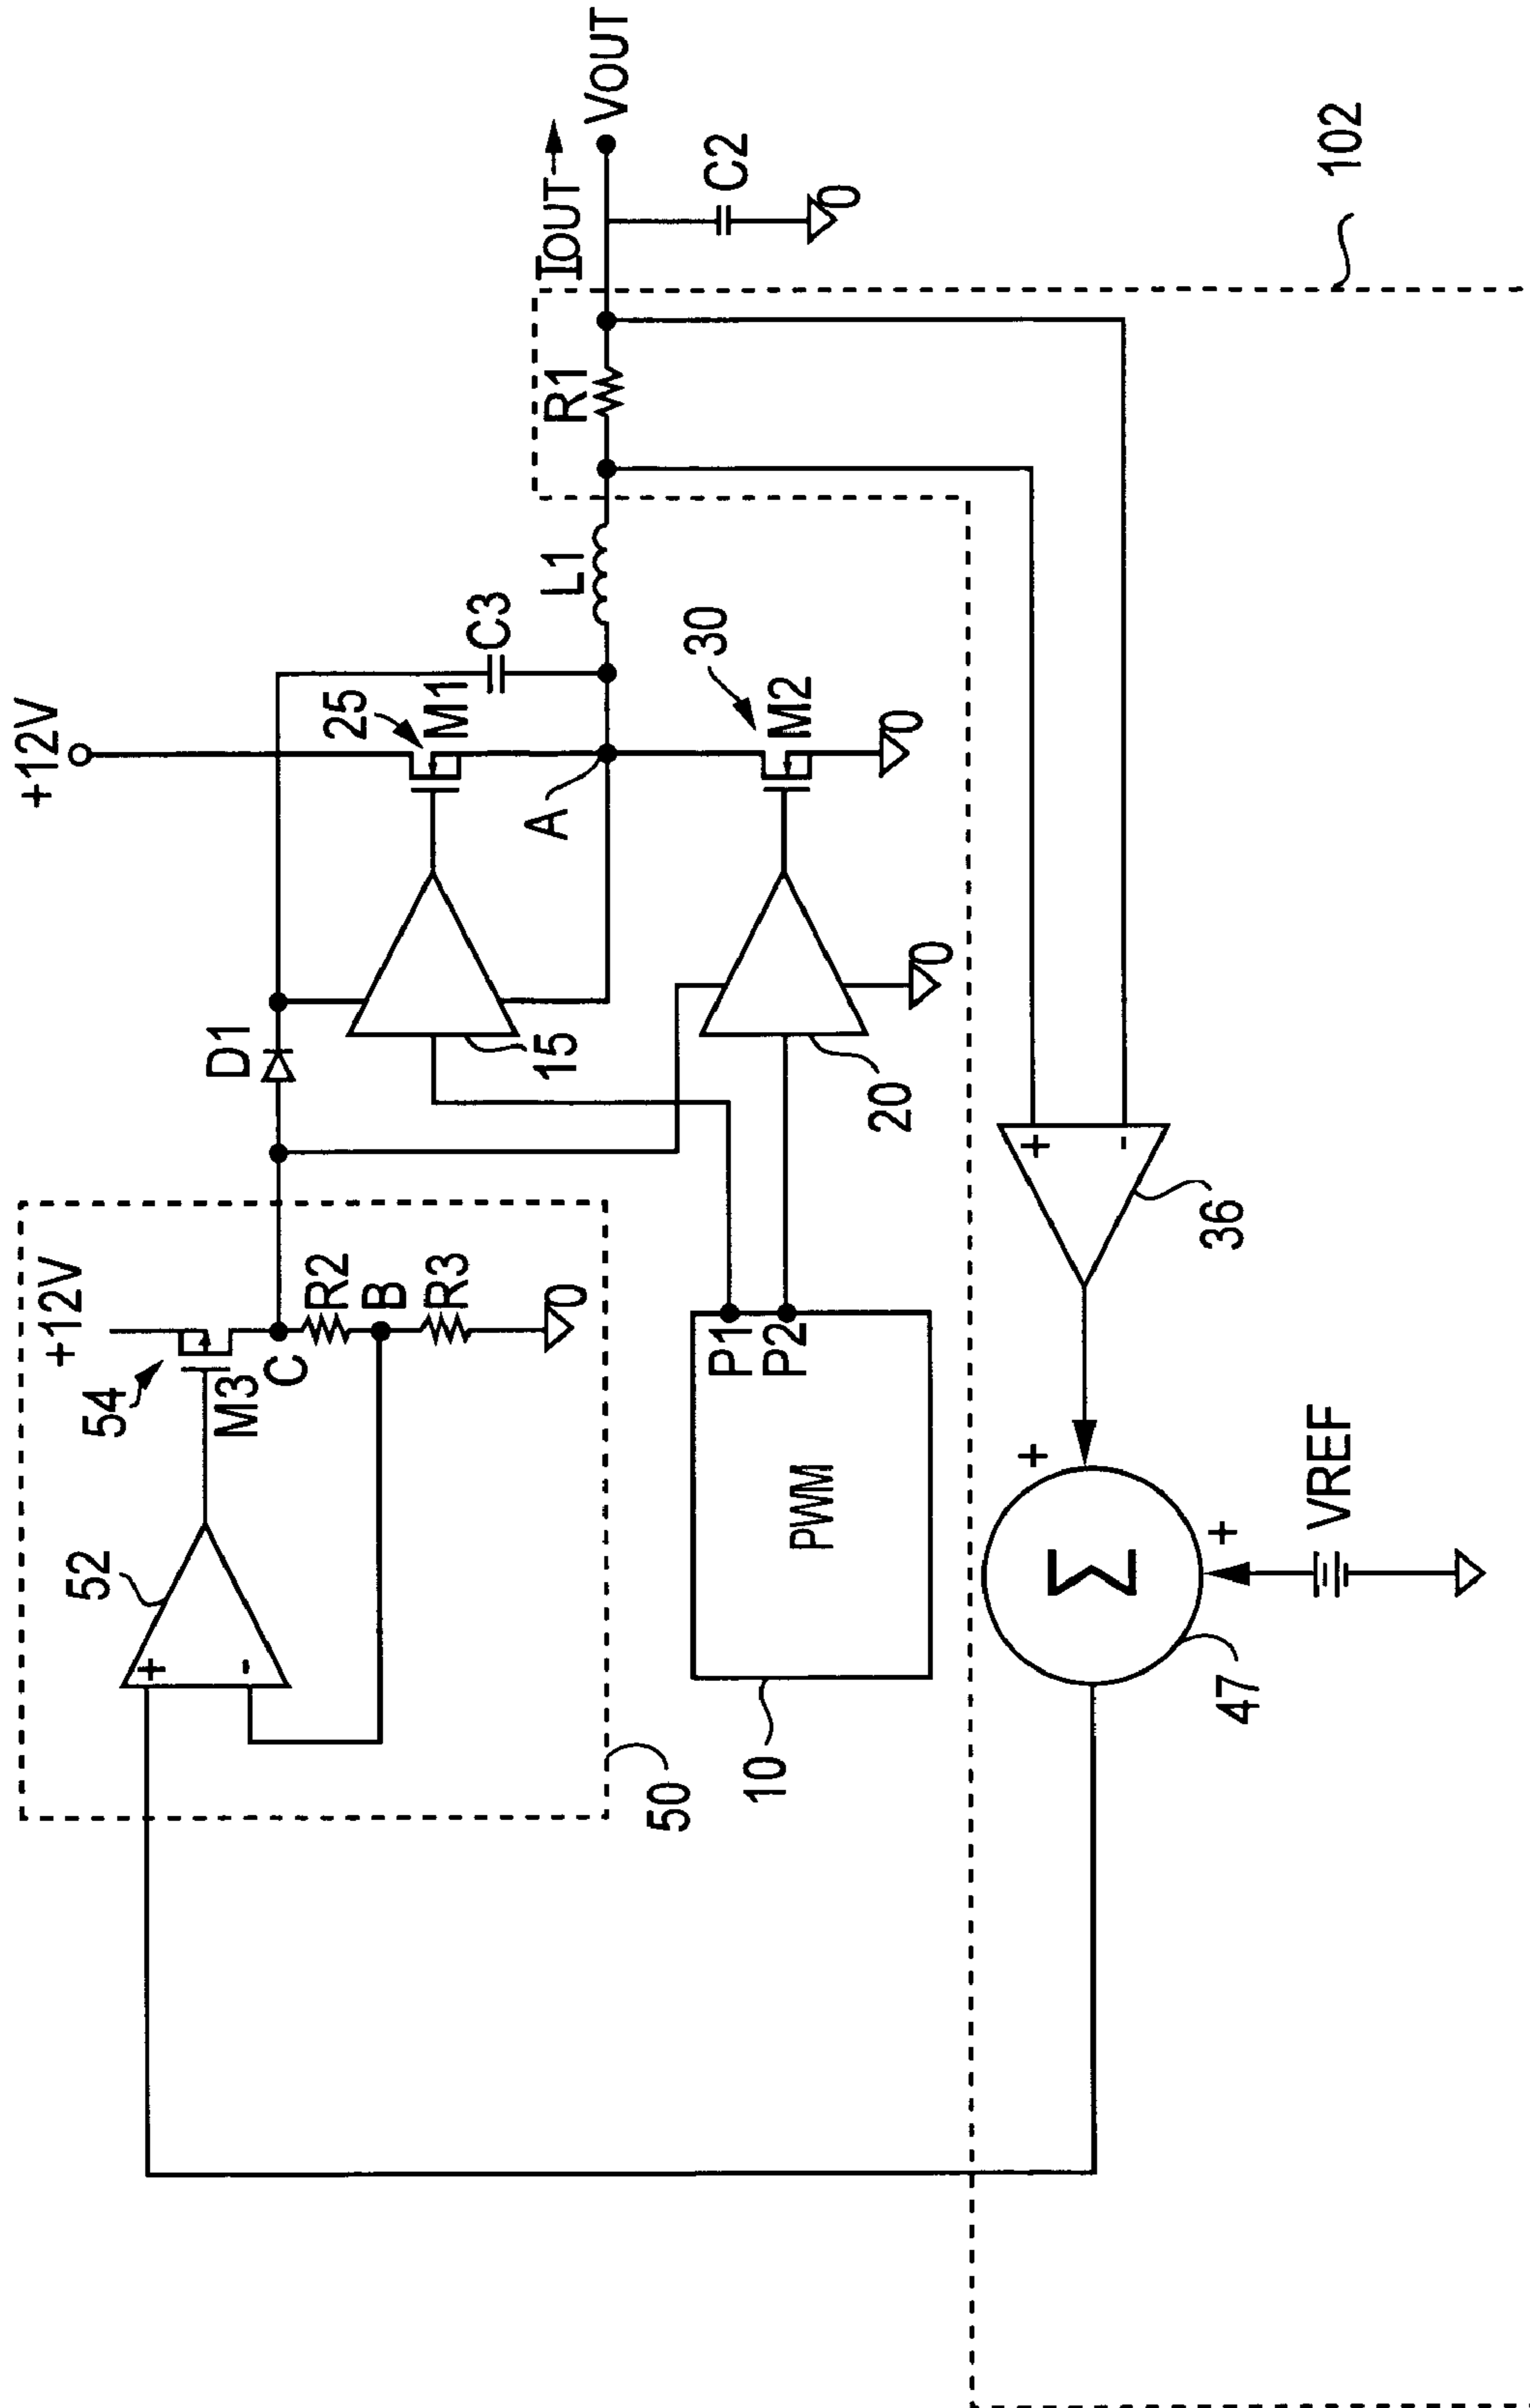 +12V
+12V
54
M3
52
+
-
C
R2
B
R3
0
50
D1
15
25
M1
C3
A
L1
R1
IOUT
VOUT
C2
0
30
M2
0
20
0
P1
P2
PWM
10
+
-
36
102
+
Σ
+
VREF
47